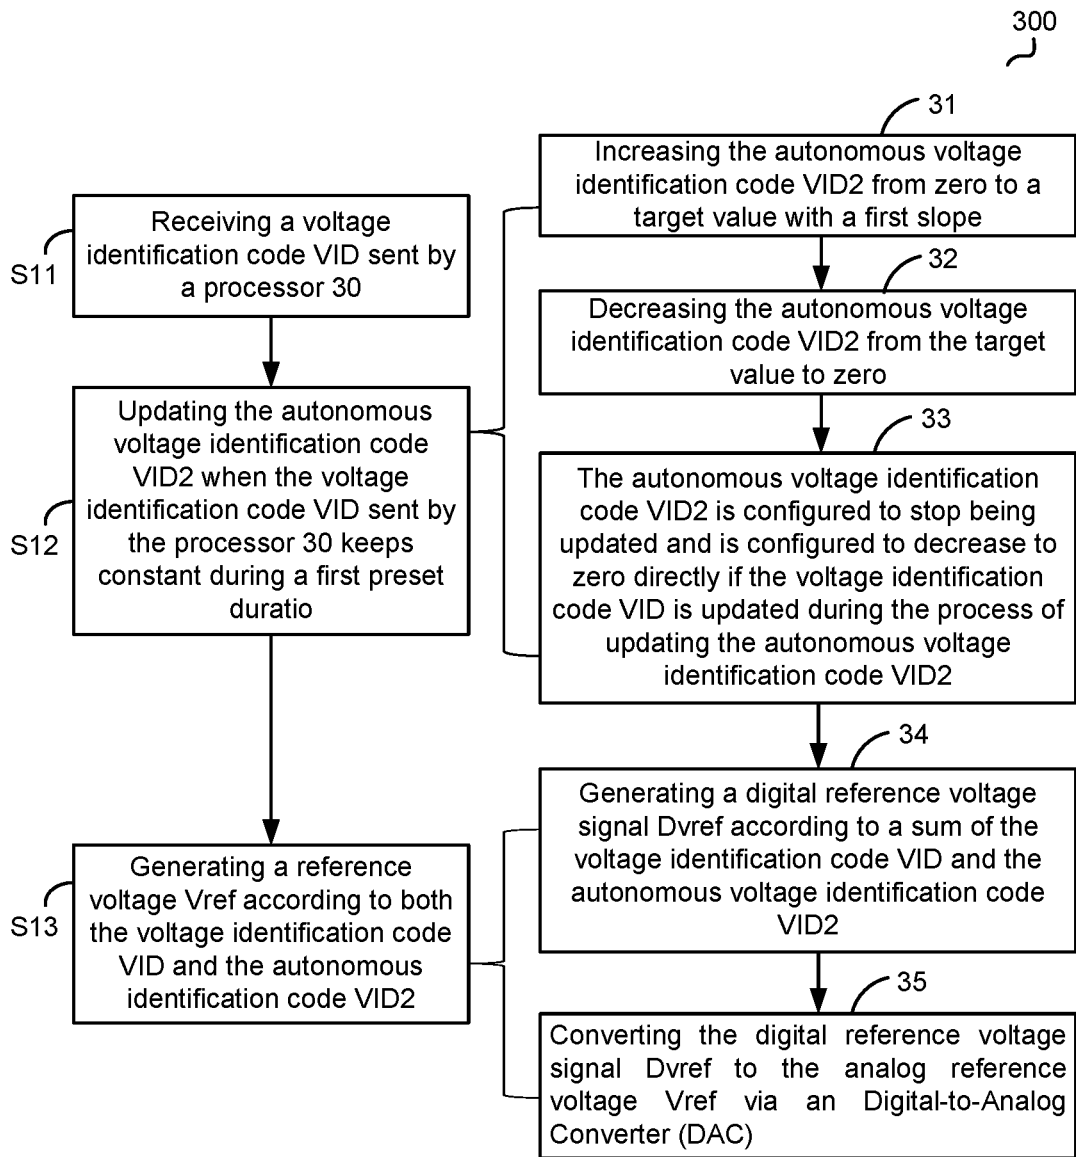 300
S11
Receiving a voltage
identification code VID sent by
a processor 30
S12
Updating the autonomous
voltage identification code
VID2 when the voltage
identification code VID sent by
the processor 30 keeps
constant during a first preset
duratio
S13
Generating a reference
voltage Vref according to both
the voltage identification code
VID and the autonomous
identification code VID2
31
Increasing the autonomous voltage
identification code VID2 from zero to a
target value with a first slope
32
Decreasing the autonomous voltage
identification code VID2 from the target
value to zero
33
The autonomous voltage identification
code VID2 is configured to stop being
updated and is configured to decrease to
zero directly if the voltage identification
code VID is updated during the process of
updating the autonomous voltage
identification code VID2
34
Generating a digital reference voltage
signal Dvref according to a sum of the
voltage identification code VID and the
autonomous voltage identification code
VID2
35
Converting the digital reference voltage
signal Dvref to the analog reference
voltage Vref via an Digital-to-Analog
Converter (DAC)